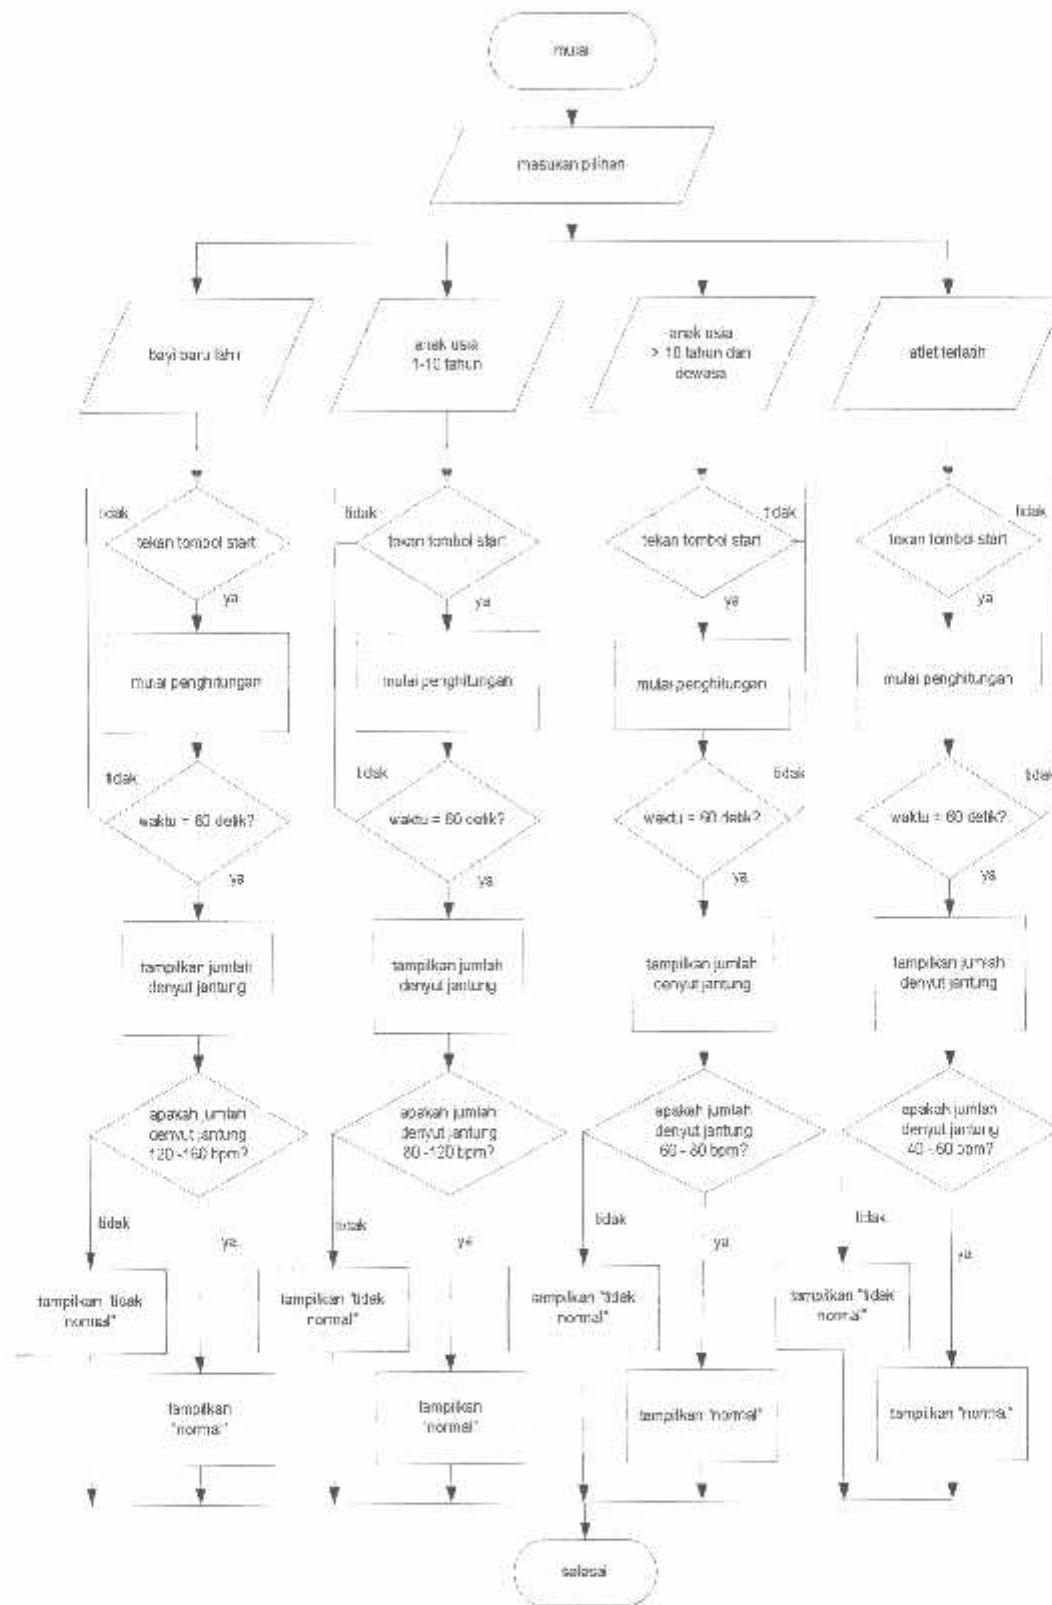 mulai
masukan pilihan
bayi baru lahir
anak usia
1-10 tahun
anak usia
> 10 tahun dan
dewasa
atlet terlatih
tidak
tekan tombol start
ya
tidak
tekan tombol start
ya
tidak
tekan tombol start
ya
tidak
tekan tombol start
ya
mulai penghitungan
mulai penghitungan
mulai penghitungan
mulai penghitungan
tidak
waktu = 60 detik?
ya
tidak
waktu = 60 detik?
ya
tidak
waktu = 60 detik?
ya
tidak
waktu = 60 detik?
ya
tampilkan jumlah
denyut jantung
tampilkan jumlah
denyut jantung
tampilkan jumlah
denyut jantung
tampilkan jumlah
denyut jantung
apakah jumlah
denyut jantung
120 -160 bpm?
apakah jumlah
denyut jantung
80 -120 bpm?
apakah jumlah
denyut jantung
60 - 80 bpm?
apakah jumlah
denyut jantung
40 - 60 bpm?
tidak
ya
tidak
ya
tidak
ya
tidak
ya
tampilkan "tidak
normal"
tampilkan "tidak
normal"
tampilkan "tidak
normal"
tampilkan "tidak
normal"
tampilkan
"normal"
tampilkan
"normal"
tampilkan "normal"
tampilkan "normal"
selesai